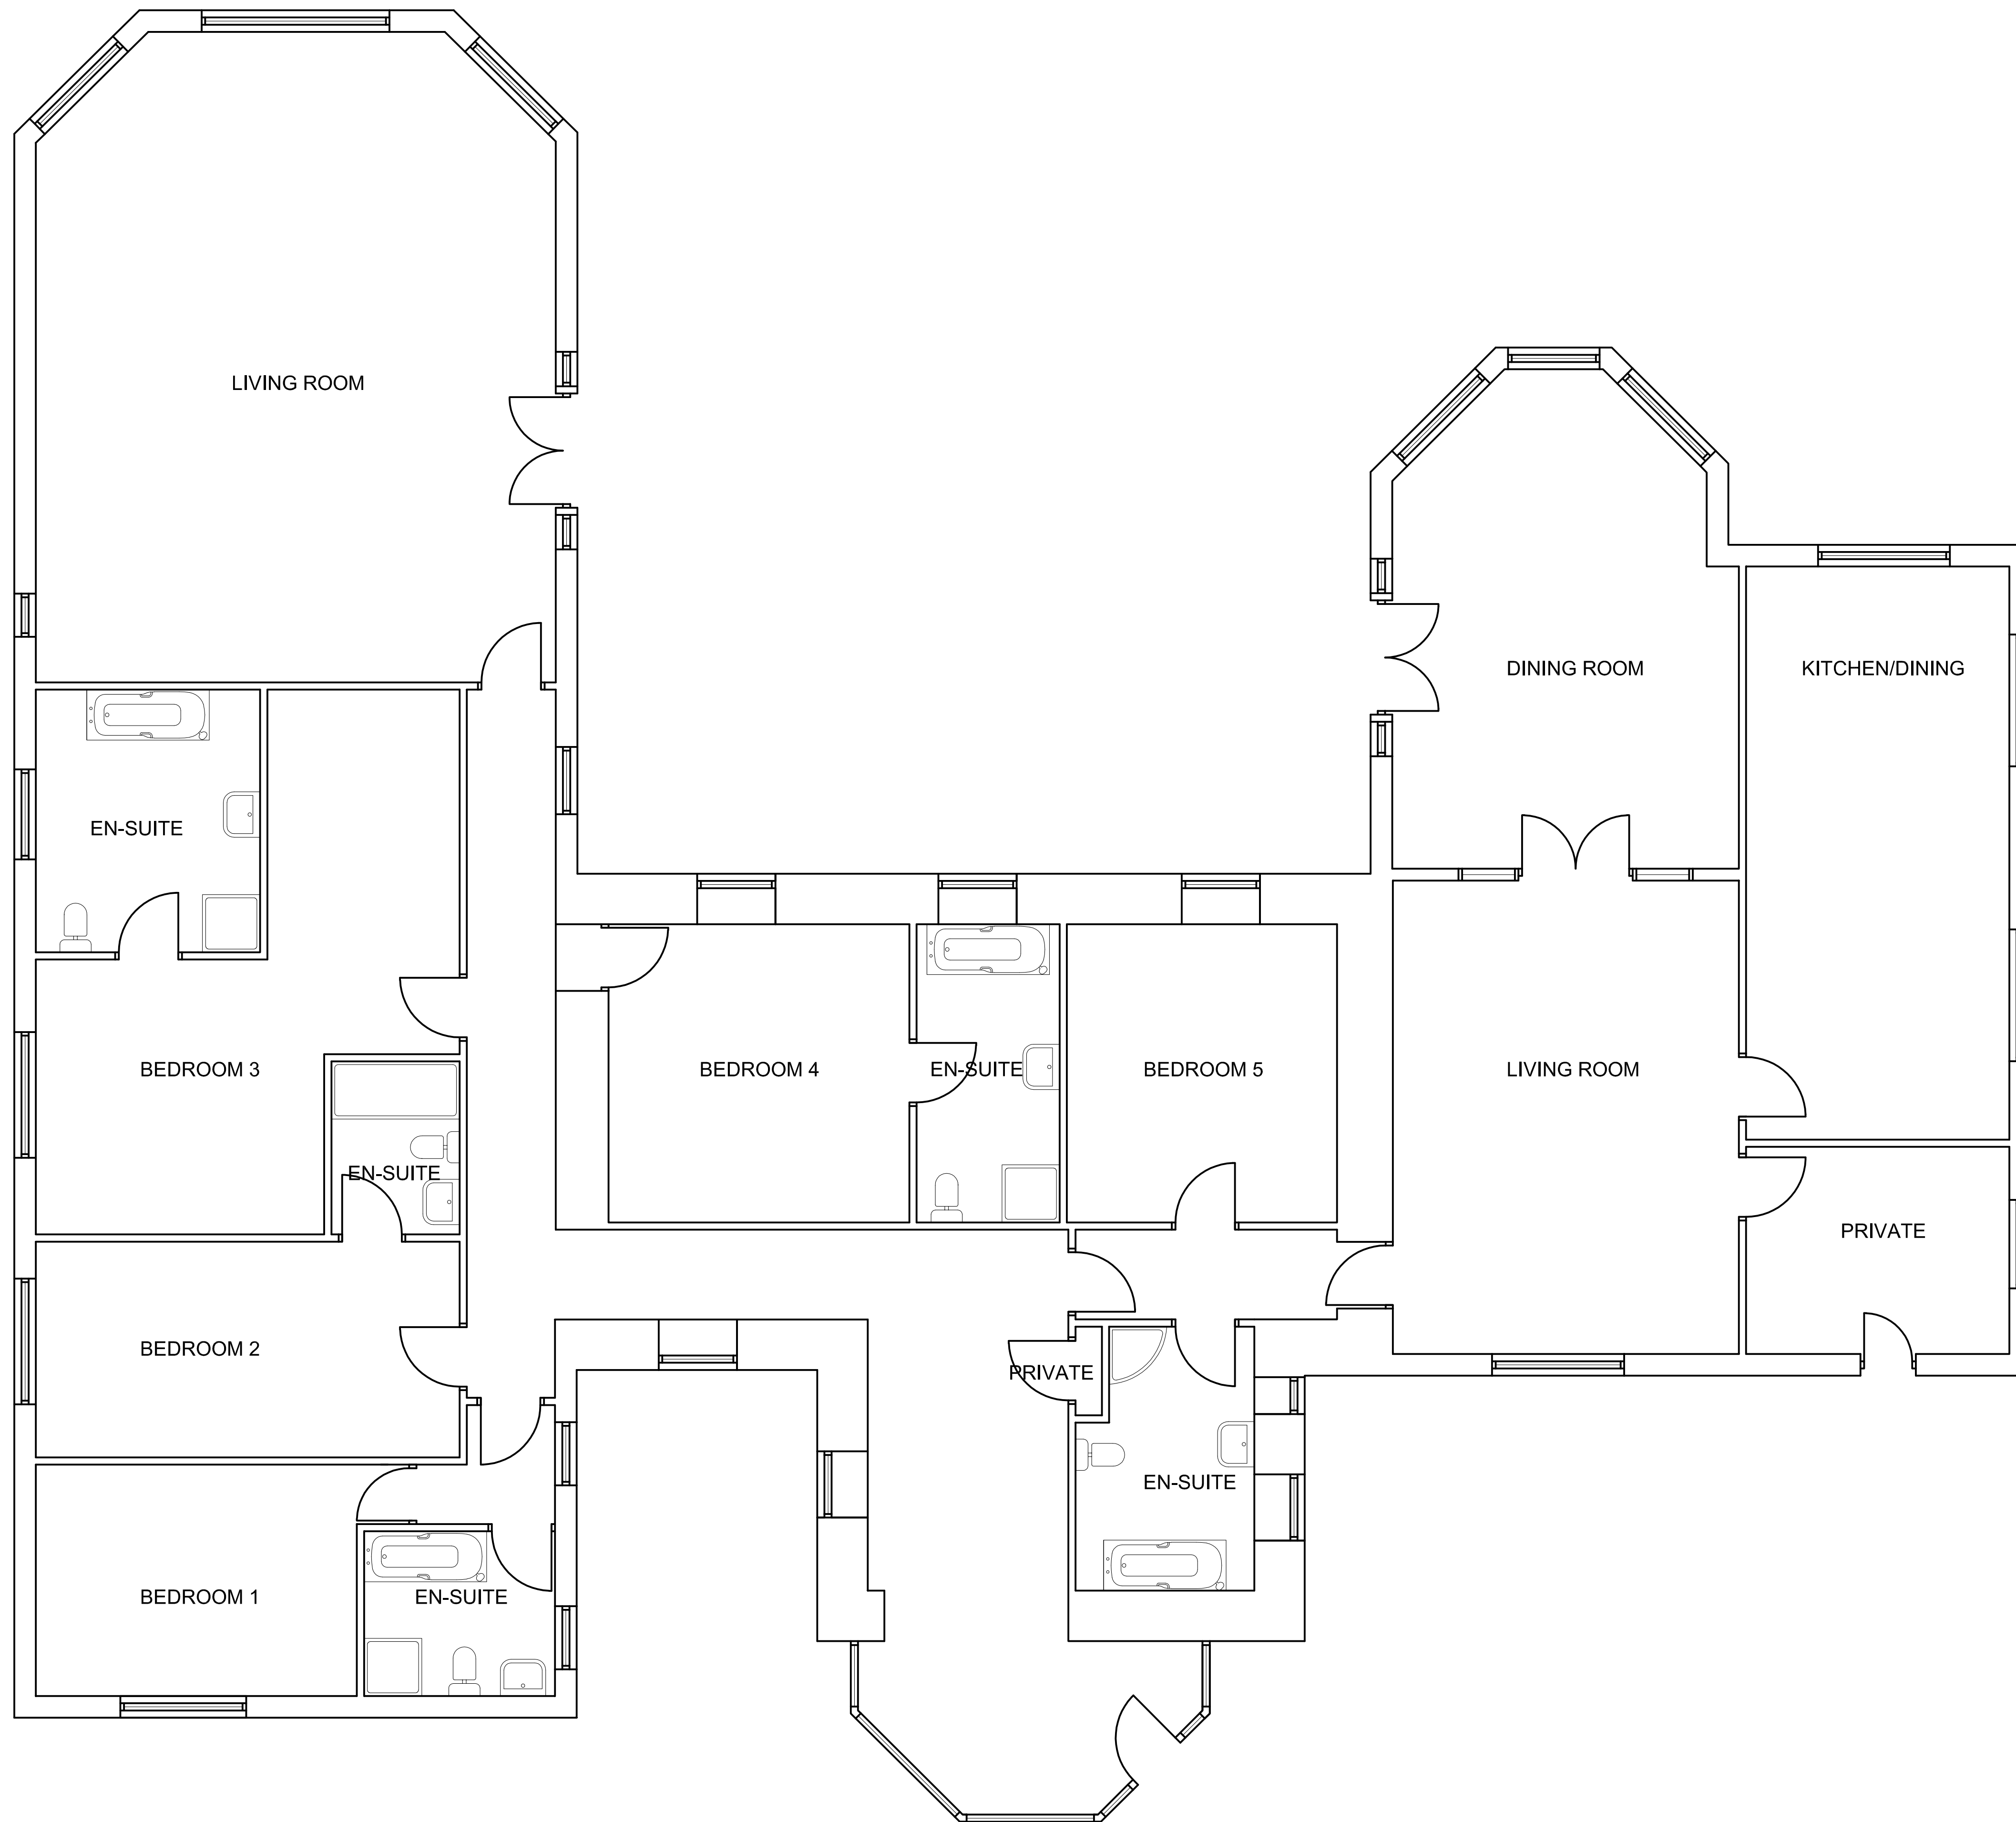 LIVING ROOM
DINING ROOM
KITCHEN/DINING
EN-SUITE
BEDROOM 3
BEDROOM 4
EN-SUITE
BEDROOM 5
LIVING ROOM
EN-SUITE
PRIVATE
BEDROOM 2
PRIVATE
EN-SUITE
BEDROOM 1
EN-SUITE